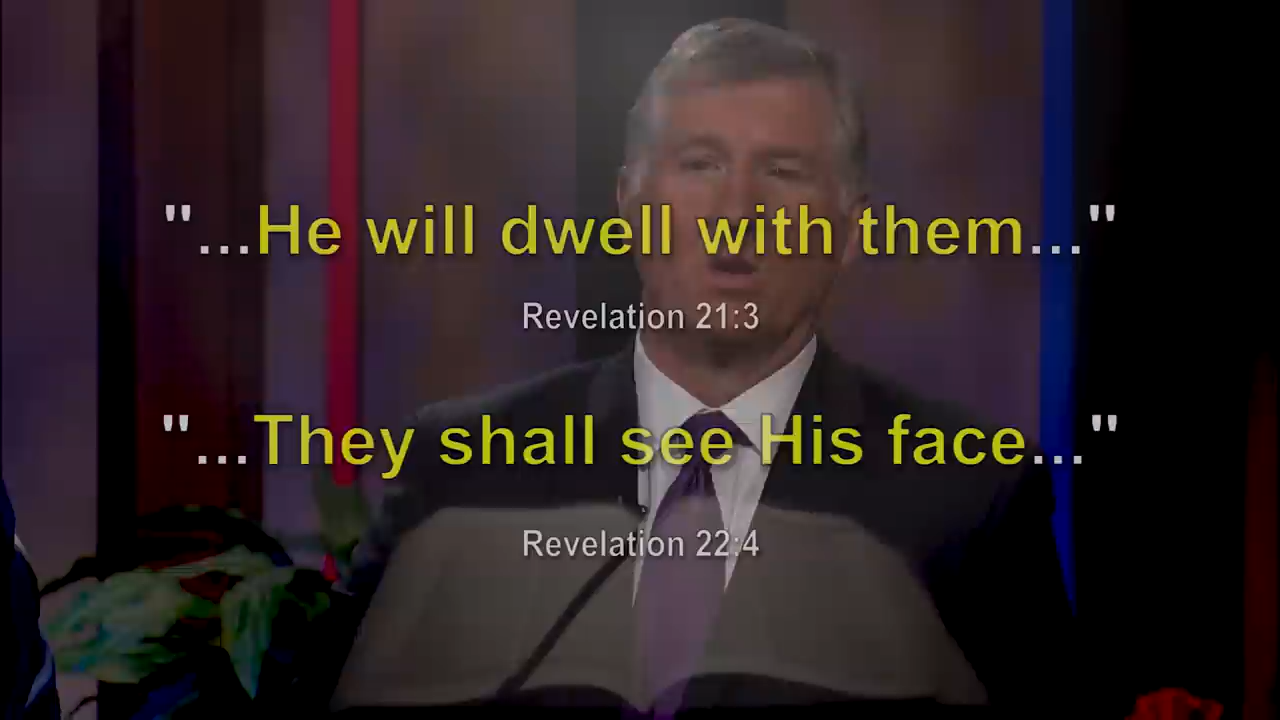 "...He will dwell with them..."
Revelation 21:3
"...They shall see His face..."
Revelation 22:4